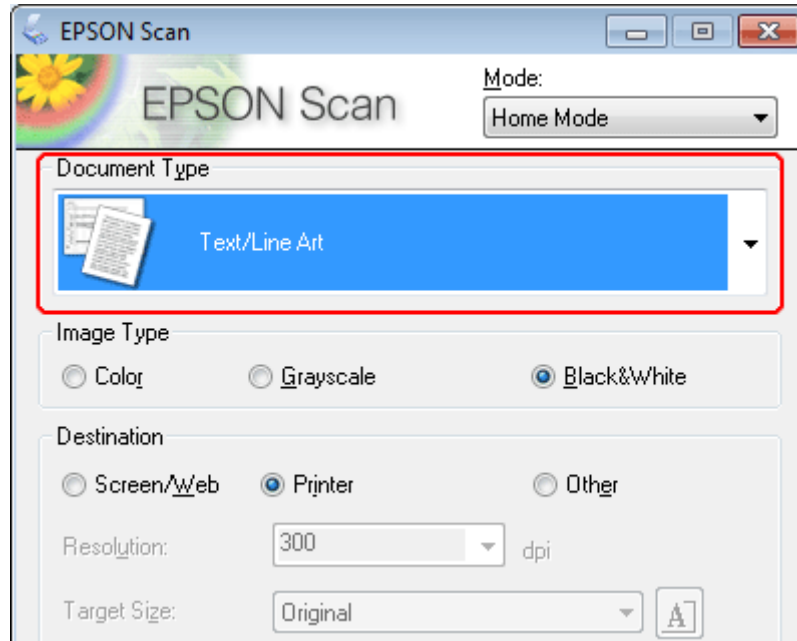 EPSON Scan
EPSON Scan
Mode:
Home Mode
Document Type
Text/Line Art
Image Type
Color Grayscale Black&White
Destination
Screen/Web Printer Other
Resolution: 300 dpi
Target Size: Original A